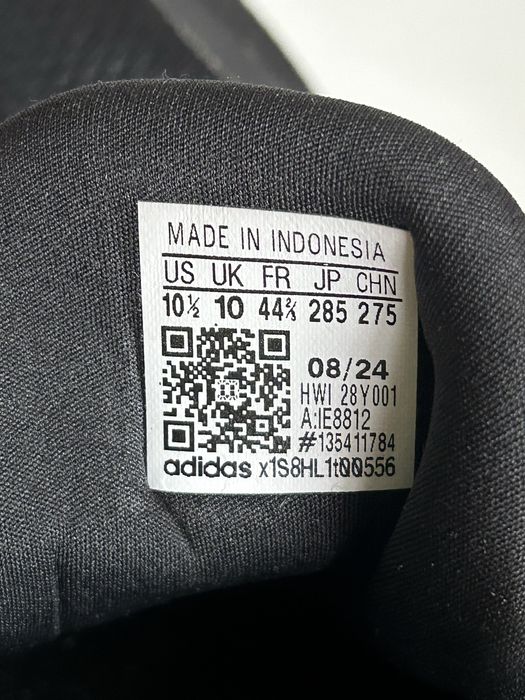 MADE IN INDONESIA
US UK FR JP CHN
10½ 10 44⅔ 285 275
08/24
HWI 28Y001
A:IE8812
#135411784
adidas x1S8HL1t00556